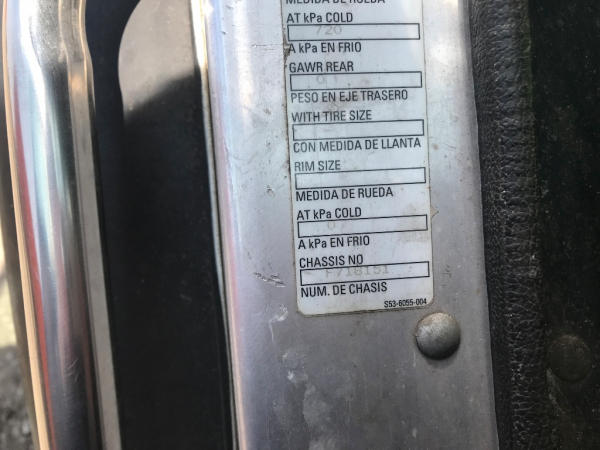 MEDIDA DE RUEDA
AT kPa COLD
720
A kPa EN FRIO
GAWR REAR
PESO EN EJE TRASERO
WITH TIRE SIZE
CON MEDIDA DE LLANTA
RIM SIZE
MEDIDA DE RUEDA
AT kPa COLD
0
A kPa EN FRIO
CHASSIS NO
F718151
NUM. DE CHASIS
S53-6055-004